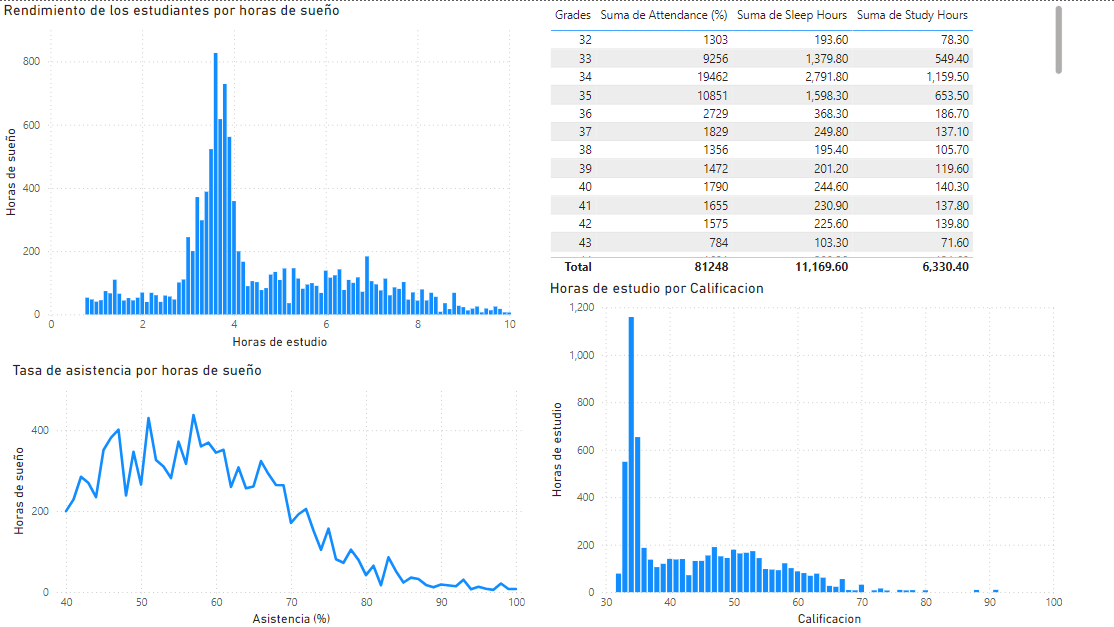 Rendimiento de los estudiantes por horas de sueño
Horas de sueño
800
600
400
200
0
0 2 4 6 8 10
Horas de estudio
Grades Suma de Attendance (%) Suma de Sleep Hours Suma de Study Hours
32 1303 193.60 78.30
33 9256 1,379.80 549.40
34 19462 2,791.80 1,159.50
35 10851 1,598.30 653.50
36 2729 368.30 186.70
37 1829 249.80 137.10
38 1356 195.40 105.70
39 1472 201.20 119.60
40 1790 244.60 140.30
41 1655 230.90 137.80
42 1575 225.60 139.80
43 784 103.30 71.60
Total 81248 11,169.60 6,330.40
Tasa de asistencia por horas de sueño
Horas de sueño
400
200
0
40 50 60 70 80 90 100
Asistencia (%)
Horas de estudio por Calificacion
Horas de estudio
1,200
1,000
800
600
400
200
0
30 40 50 60 70 80 90 100
Calificacion